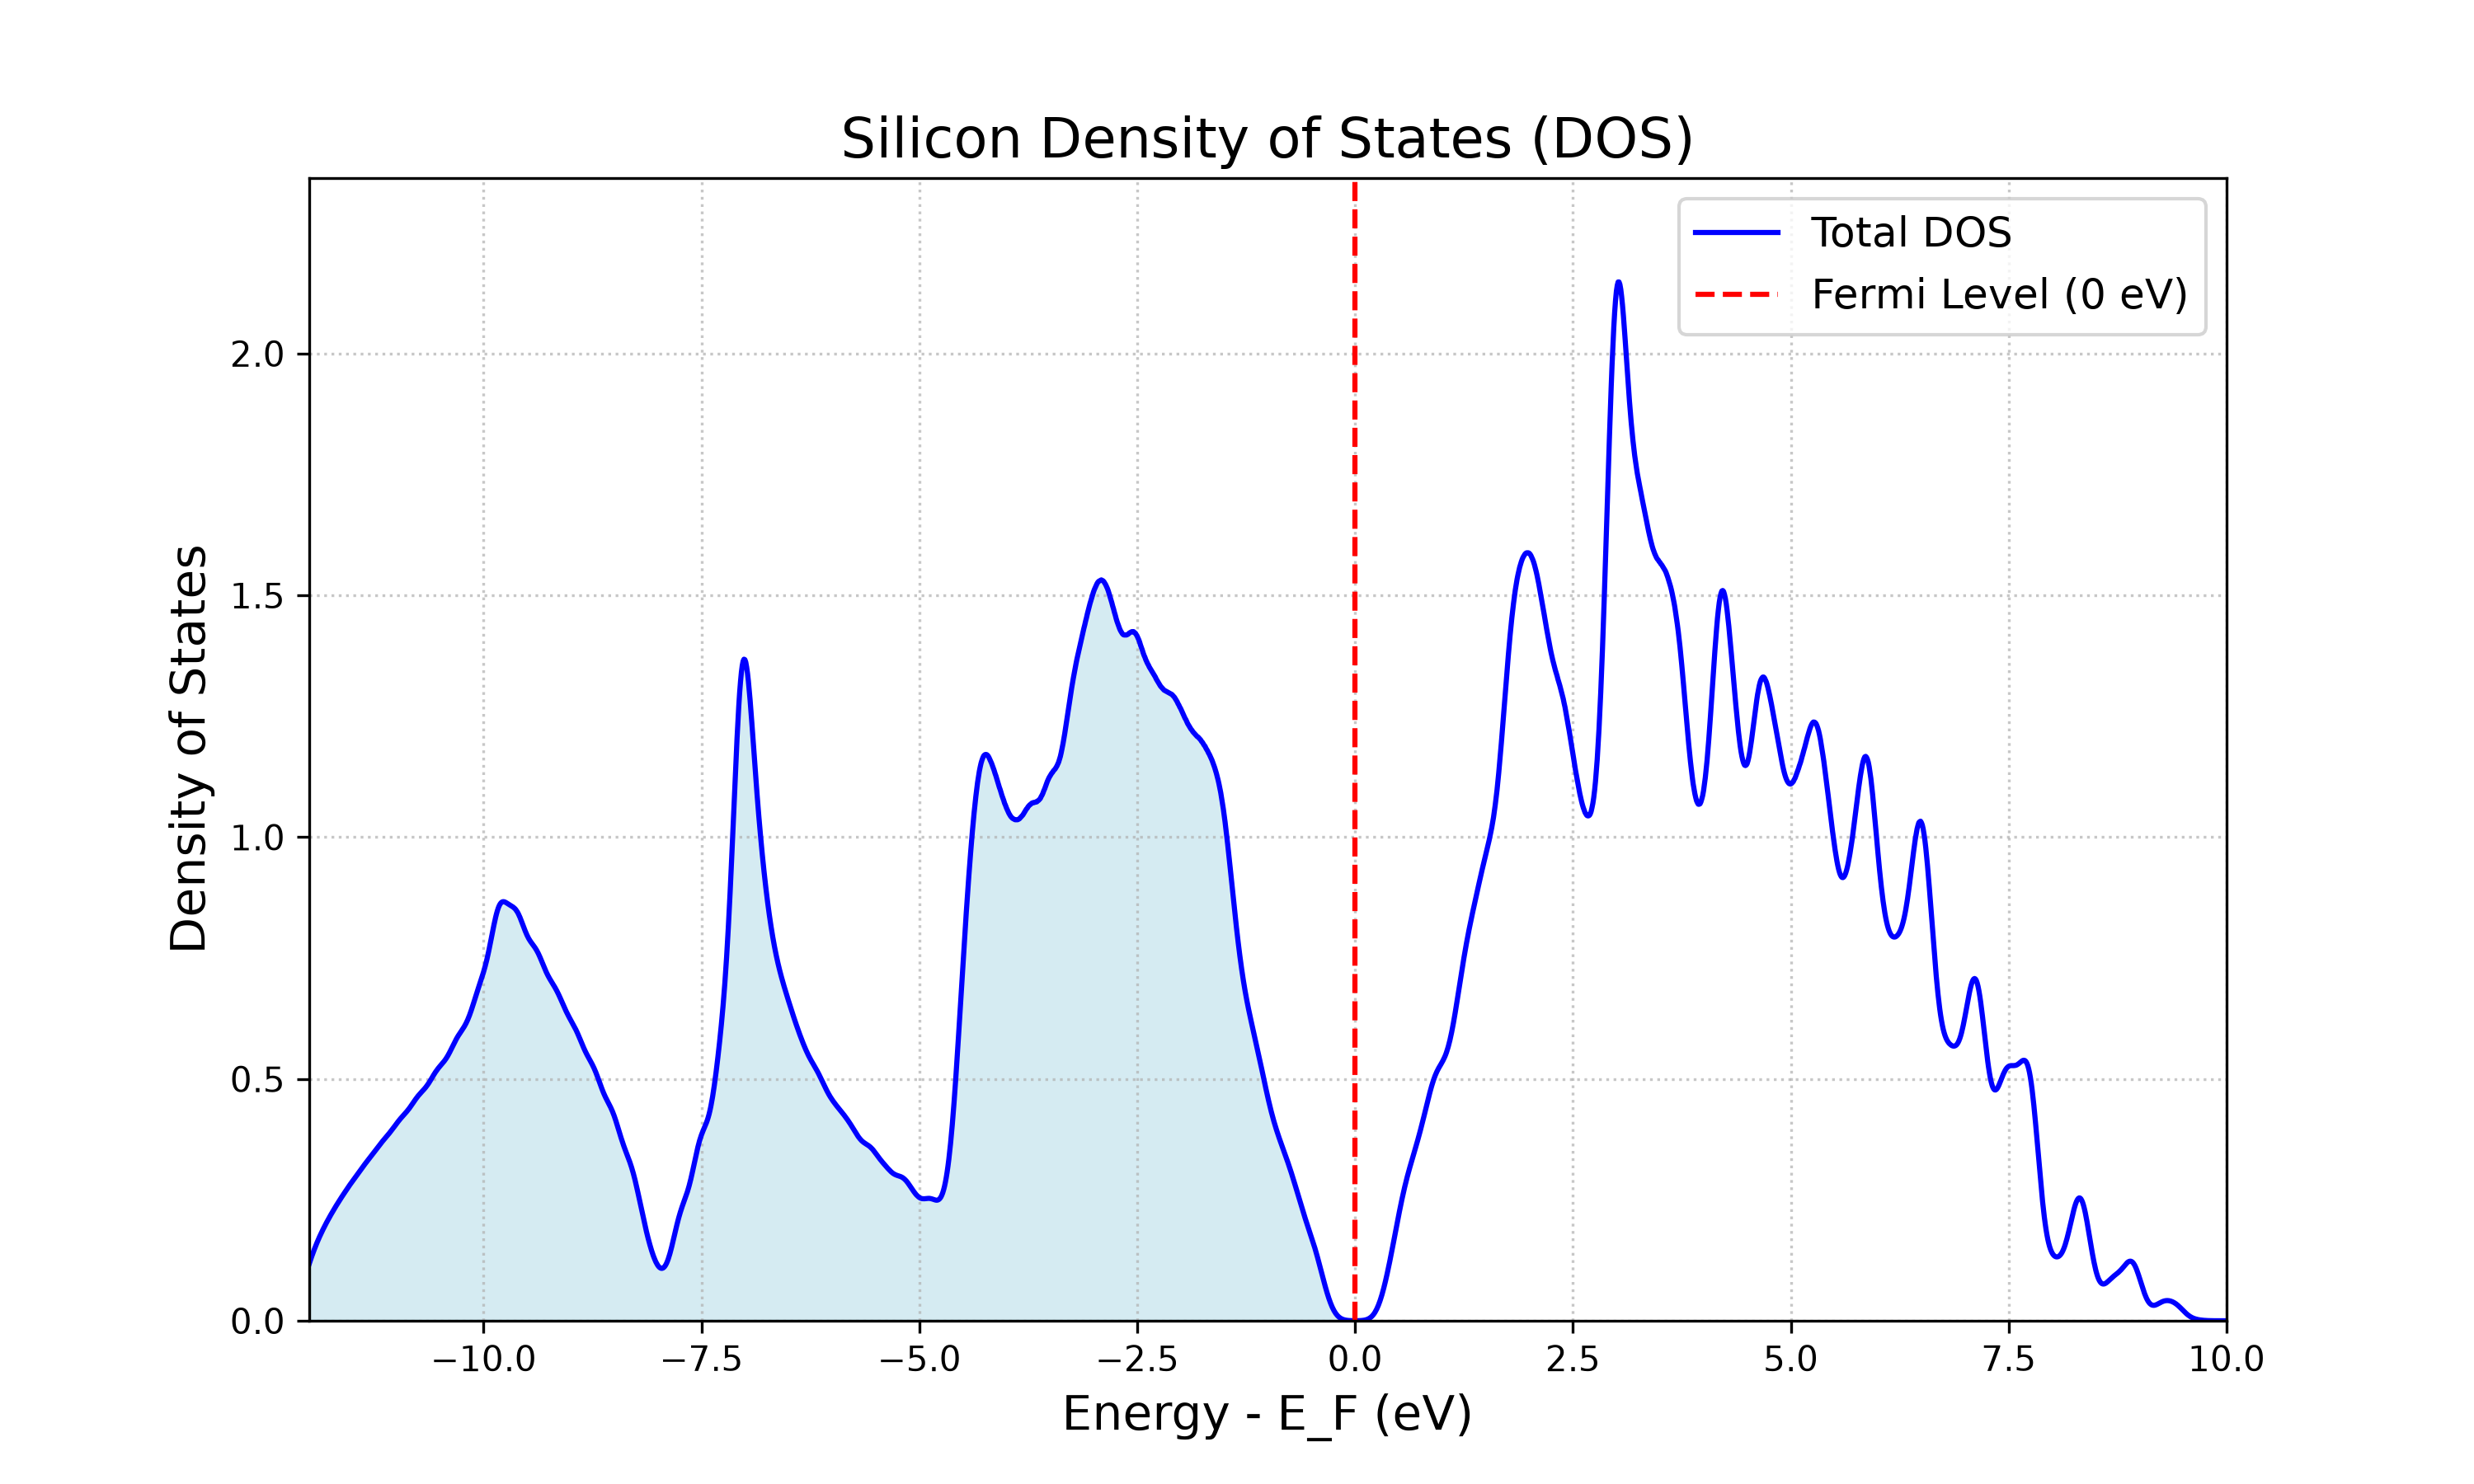 Silicon Density of States (DOS)
Total DOS
Fermi Level (0 eV)
Density of States
2.0
1.5
1.0
0.5
0.0
−10.0 −7.5 −5.0 −2.5 0.0 2.5 5.0 7.5 10.0
Energy - E_F (eV)